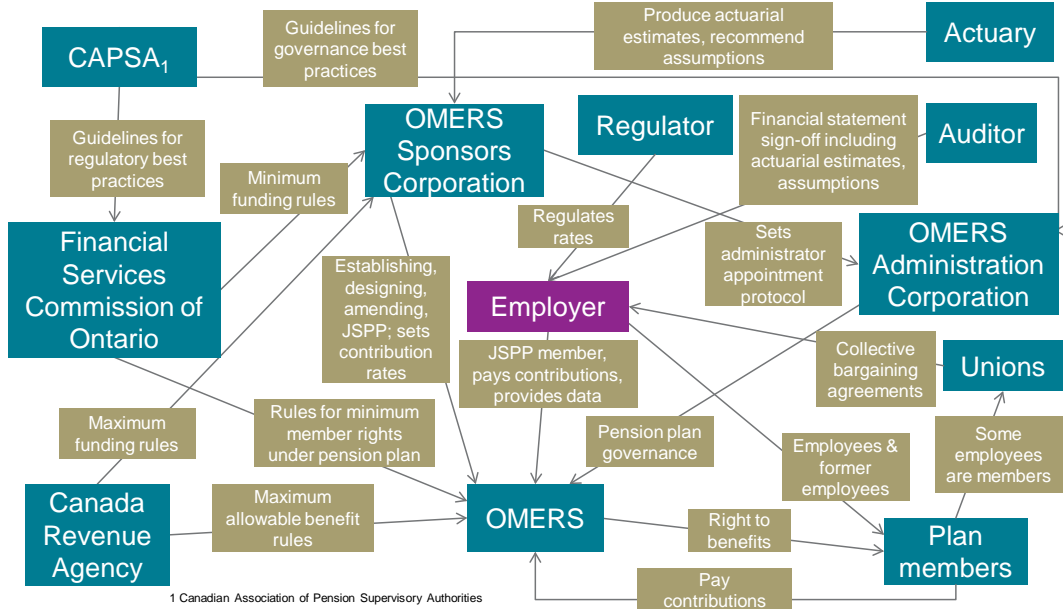 CAPSA1
Guidelines for
governance best
practices
Produce actuarial
estimates, recommend
assumptions
Actuary
Guidelines for
regulatory best
practices
Minimum
funding rules
OMERS
Sponsors
Corporation
Regulator
Financial statement
sign-off including
actuarial estimates,
assumptions
Auditor
Financial
Services
Commission of
Ontario
Establishing,
designing,
amending,
JSPP; sets
contribution
rates
Regulates
rates
Employer
Sets
administrator
appointment
protocol
OMERS
Administration
Corporation
JSPP member,
pays contributions,
provides data
Collective
bargaining
agreements
Unions
Maximum
funding rules
Rules for minimum
member rights
under pension plan
Pension plan
governance
Employees &
former
employees
Some
employees
are members
Canada
Revenue
Agency
Maximum
allowable benefit
rules
OMERS
Right to
benefits
Plan
members
Pay
contributions
1 Canadian Association of Pension Supervisory Authorities